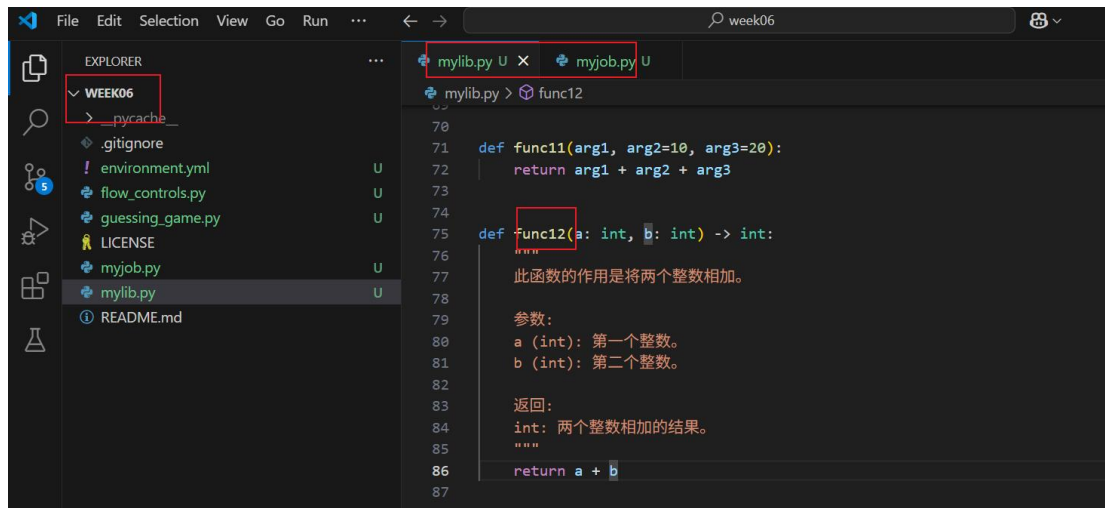 File Edit Selection View Go Run ··· ← → week06
EXPLORER ···
WEEK06
__pycache__
.gitignore
! environment.yml U
flow_controls.py U
guessing_game.py U
LICENSE
myjob.py U
mylib.py U
README.md
5
mylib.py U × myjob.py U
mylib.py > func12
69
70
71 def func11(arg1, arg2=10, arg3=20):
72 return arg1 + arg2 + arg3
73
74
75 def func12(a: int, b: int) -> int:
76 """
77 此函数的作用是将两个整数相加。
78
79 参数:
80 a (int): 第一个整数。
81 b (int): 第二个整数。
82
83 返回:
84 int: 两个整数相加的结果。
85 """
86 return a + b
87